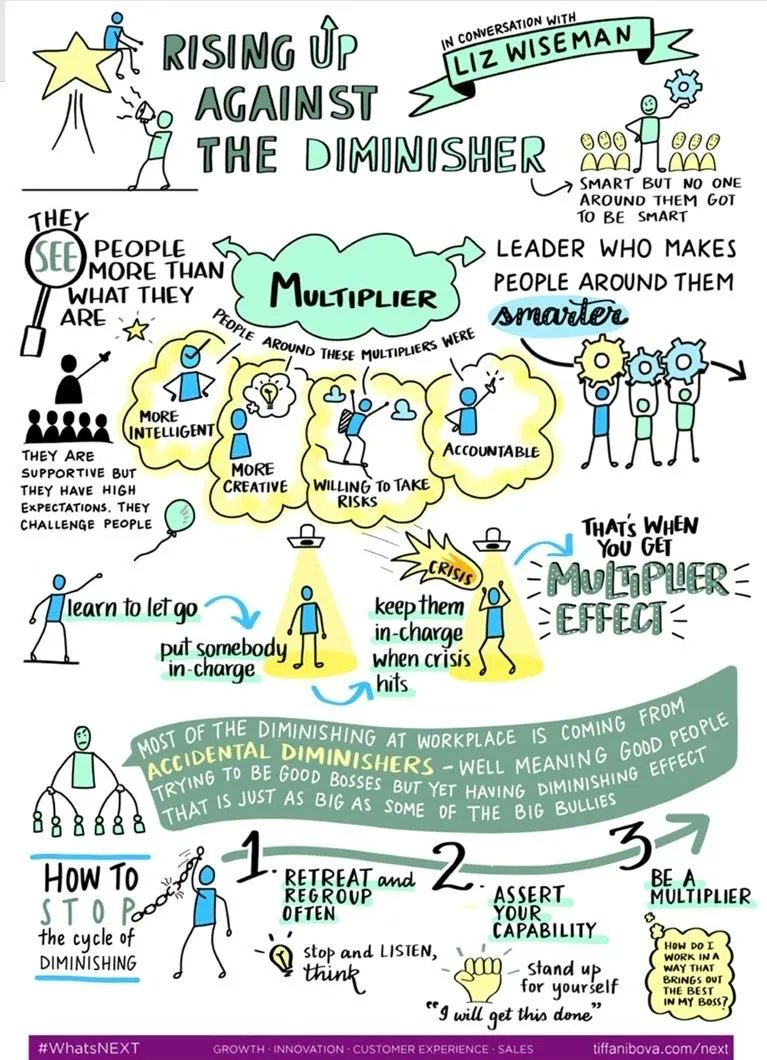 RISING UP
AGAINST
THE DIMINISHER
IN CONVERSATION WITH
LIZ WISEMAN
SMART BUT NO ONE
AROUND THEM GOT
TO BE SMART
THEY
SEE PEOPLE
MORE THAN
WHAT THEY
ARE
MULTIPLIER
LEADER WHO MAKES
PEOPLE AROUND THEM
smarter
PEOPLE AROUND THESE MULTIPLIERS WERE
MORE
INTELLIGENT
MORE
CREATIVE
WILLING TO TAKE
RISKS
ACCOUNTABLE
THEY ARE
SUPPORTIVE BUT
THEY HAVE HIGH
EXPECTATIONS. THEY
CHALLENGE PEOPLE
learn to let go
put somebody
in-charge
keep them
in-charge
when crisis
hits
CRISIS
THAT'S WHEN
YOU GET
MULTIPLIER
EFFECT
MOST OF THE DIMINISHING AT WORKPLACE IS COMING FROM
ACCIDENTAL DIMINISHERS – WELL MEANING GOOD PEOPLE
TRYING TO BE GOOD BOSSES BUT YET HAVING DIMINISHING EFFECT
THAT IS JUST AS BIG AS SOME OF THE BIG BULLIES
HOW TO
STOP
the cycle of
DIMINISHING
1.
RETREAT and
REGROUP
OFTEN
stop and LISTEN,
think
2.
ASSERT
YOUR
CAPABILITY
stand up
for yourself
"I will get this done"
3
BE A
MULTIPLIER
HOW DO I
WORK IN A
WAY THAT
BRINGS OUT
THE BEST
IN MY BOSS?
#WhatsNEXT
GROWTH · INNOVATION · CUSTOMER EXPERIENCE · SALES
tiffanibova.com/next